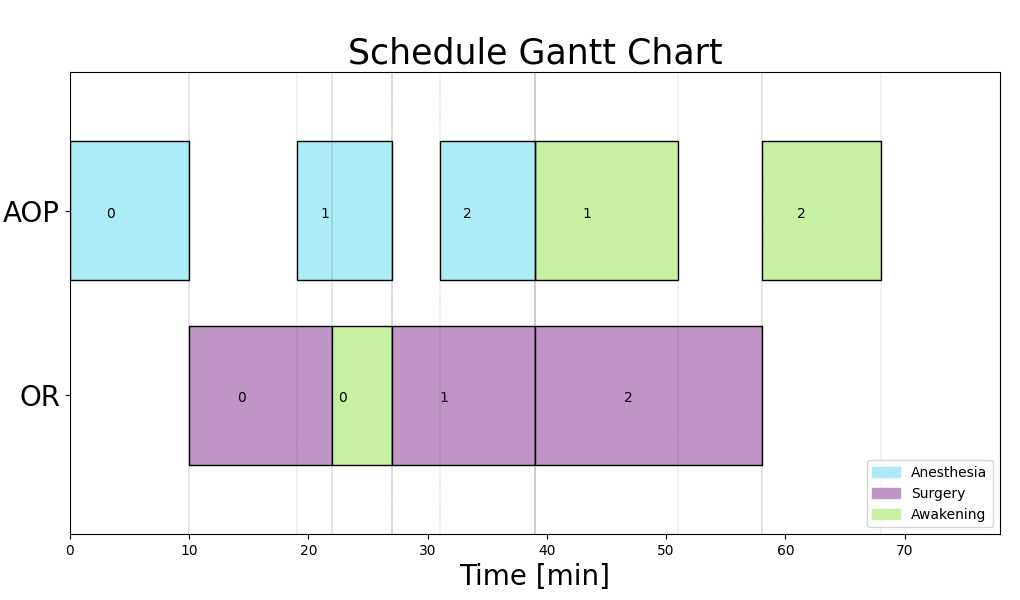 Schedule Gantt Chart
AOP
0
1
2
1
2
OR
0
0
1
2
Anesthesia
Surgery
Awakening
0 10 20 30 40 50 60 70
Time [min]